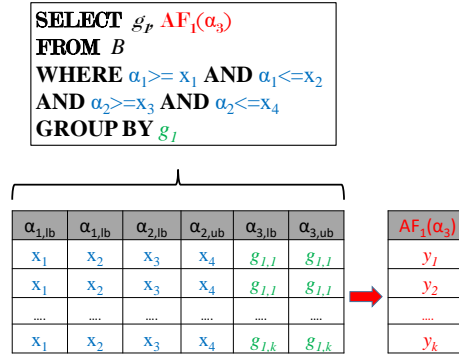 SELECT g₁, AF₁(α₃)
FROM B
WHERE α₁>= x₁ AND α₁<=x₂
AND α₂>=x₃ AND α₂<=x₄
GROUP BY g₁
α₁,lb α₁,lb α₂,lb α₂,ub α₃,lb α₃,ub AF₁(α₃)
x₁ x₂ x₃ x₄ g₁,₁ g₁,₁ y₁
x₁ x₂ x₃ x₄ g₁,₁ g₁,₁ y₂
.... .... .... .... .... .... ....
x₁ x₂ x₃ x₄ g₁,k g₁,k yₖ